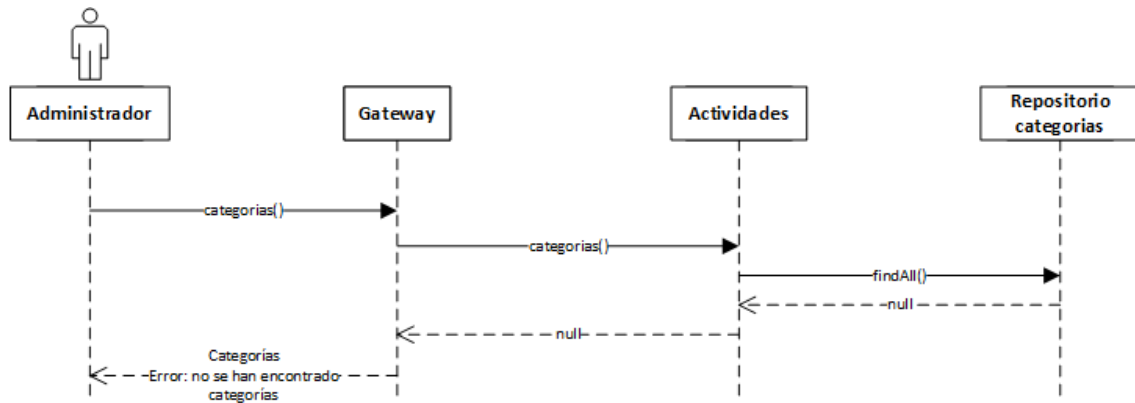 Administrador
Gateway
Actividades
Repositorio
categorias
categorias()
categorias()
findAll()
null
null
Categorías
Error: no se han encontrado
categorías